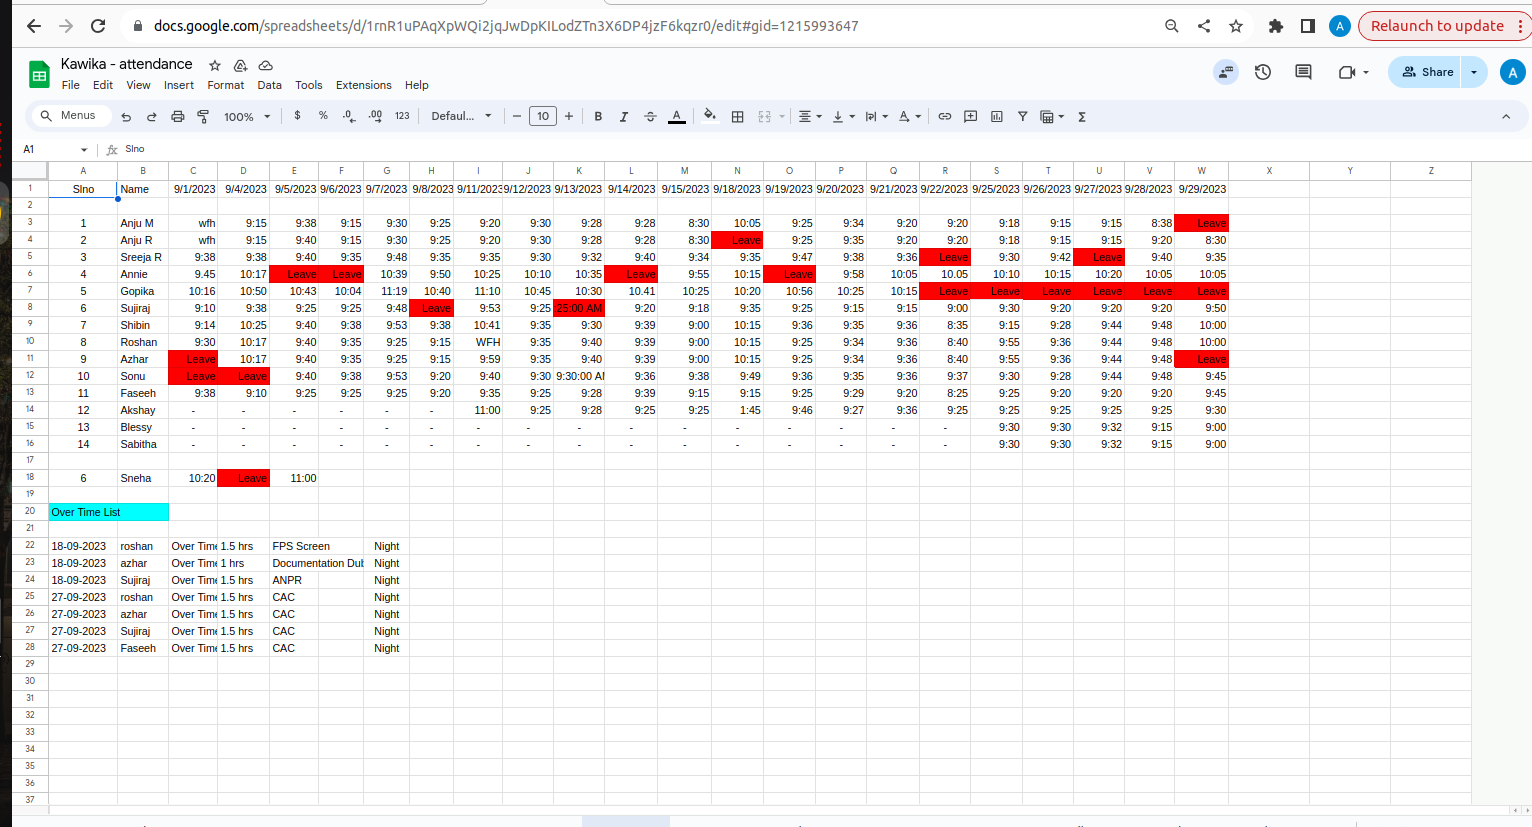 docs.google.com/spreadsheets/d/1rnR1uPAqXpWQi2jqJwDpKILodZTn3X6DP4jzF6kqzr0/edit#gid=1215993647
A
Relaunch to update
Kawika - attendance
File Edit View Insert Format Data Tools Extensions Help
Share
A
Menus 100% $ % .0 .00 123 Defaul... − 10 + B I A Σ
A1 fx Slno
A B C D E F G H I J K L M N O P Q R S T U V W X Y Z
1 Slno Name 9/1/2023 9/4/2023 9/5/2023 9/6/2023 9/7/2023 9/8/2023 9/11/2023 9/12/2023 9/13/2023 9/14/2023 9/15/2023 9/18/2023 9/19/2023 9/20/2023 9/21/2023 9/22/2023 9/25/2023 9/26/2023 9/27/2023 9/28/2023 9/29/2023
2
3 1 Anju M wfh 9:15 9:38 9:15 9:30 9:25 9:20 9:30 9:28 9:28 8:30 10:05 9:25 9:34 9:20 9:20 9:18 9:15 9:15 8:38 Leave
4 2 Anju R wfh 9:15 9:40 9:15 9:30 9:25 9:20 9:30 9:28 9:28 8:30 Leave 9:25 9:35 9:20 9:20 9:18 9:15 9:15 9:20 8:30
5 3 Sreeja R 9:38 9:38 9:40 9:35 9:48 9:35 9:35 9:30 9:32 9:40 9:34 9:35 9:47 9:38 9:36 Leave 9:30 9:42 Leave 9:40 9:35
6 4 Annie 9.45 10:17 Leave Leave 10:39 9:50 10:25 10:10 10:35 Leave 9:55 10:15 Leave 9:58 10:05 10.05 10:10 10:15 10:20 10:05 10:05
7 5 Gopika 10:16 10:50 10:43 10:04 11:19 10:40 11:10 10:45 10:30 10.41 10:25 10:20 10:56 10:25 10:15 Leave Leave Leave Leave Leave Leave
8 6 Sujiraj 9:10 9:38 9:25 9:25 9:48 Leave 9:53 9:25 25:00 AM 9:20 9:18 9:35 9:25 9:15 9:15 9:00 9:30 9:20 9:20 9:20 9:50
9 7 Shibin 9:14 10:25 9:40 9:38 9:53 9:38 10:41 9:35 9:30 9:39 9:00 10:15 9:36 9:35 9:36 8:35 9:15 9:28 9:44 9:48 10:00
10 8 Roshan 9:30 10:17 9:40 9:35 9:25 9:15 WFH 9:35 9:40 9:39 9:00 10:15 9:25 9:34 9:36 8:40 9:55 9:36 9:44 9:48 10:00
11 9 Azhar Leave 10:17 9:40 9:35 9:25 9:15 9:59 9:35 9:40 9:39 9:00 10:15 9:25 9:34 9:36 8:40 9:55 9:36 9:44 9:48 Leave
12 10 Sonu Leave Leave 9:40 9:38 9:53 9:20 9:40 9:30 9:30:00 AM 9:36 9:38 9:49 9:36 9:35 9:36 9:37 9:30 9:28 9:44 9:48 9:45
13 11 Faseeh 9:38 9:10 9:25 9:25 9:25 9:20 9:35 9:25 9:28 9:39 9:15 9:15 9:25 9:29 9:20 8:25 9:25 9:20 9:20 9:20 9:45
14 12 Akshay - - - - - - 11:00 9:25 9:28 9:25 9:25 1:45 9:46 9:27 9:36 9:25 9:25 9:25 9:25 9:25 9:30
15 13 Blessy - - - - - - - - - - - - - - - - 9:30 9:30 9:32 9:15 9:00
16 14 Sabitha - - - - - - - - - - - - - - - - 9:30 9:30 9:32 9:15 9:00
17
18 6 Sneha 10:20 Leave 11:00
19
20 Over Time List
21
22 18-09-2023 roshan Over Time 1.5 hrs FPS Screen Night
23 18-09-2023 azhar Over Time 1 hrs Documentation Dub Night
24 18-09-2023 Sujiraj Over Time 1.5 hrs ANPR Night
25 27-09-2023 roshan Over Time 1.5 hrs CAC Night
26 27-09-2023 azhar Over Time 1.5 hrs CAC Night
27 27-09-2023 Sujiraj Over Time 1.5 hrs CAC Night
28 27-09-2023 Faseeh Over Time 1.5 hrs CAC Night
29
30
31
32
33
34
35
36
37